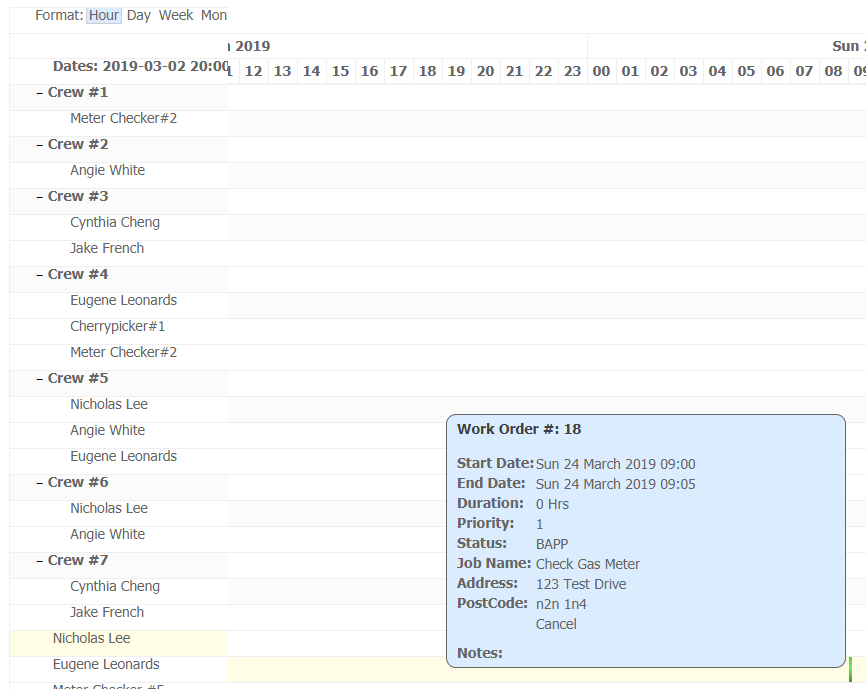 Format: Hour Day Week Mon
2019 Sun
Dates: 2019-03-02 20:00
12 13 14 15 16 17 18 19 20 21 22 23 00 01 02 03 04 05 06 07 08 09
– Crew #1
Meter Checker#2
– Crew #2
Angie White
– Crew #3
Cynthia Cheng
Jake French
– Crew #4
Eugene Leonards
Cherrypicker#1
Meter Checker#2
– Crew #5
Nicholas Lee
Angie White
Eugene Leonards
– Crew #6
Nicholas Lee
Angie White
– Crew #7
Cynthia Cheng
Jake French
Nicholas Lee
Eugene Leonards
Meter Checker #5
Work Order #: 18
Start Date: Sun 24 March 2019 09:00
End Date: Sun 24 March 2019 09:05
Duration: 0 Hrs
Priority: 1
Status: BAPP
Job Name: Check Gas Meter
Address: 123 Test Drive
PostCode: n2n 1n4
Cancel
Notes: